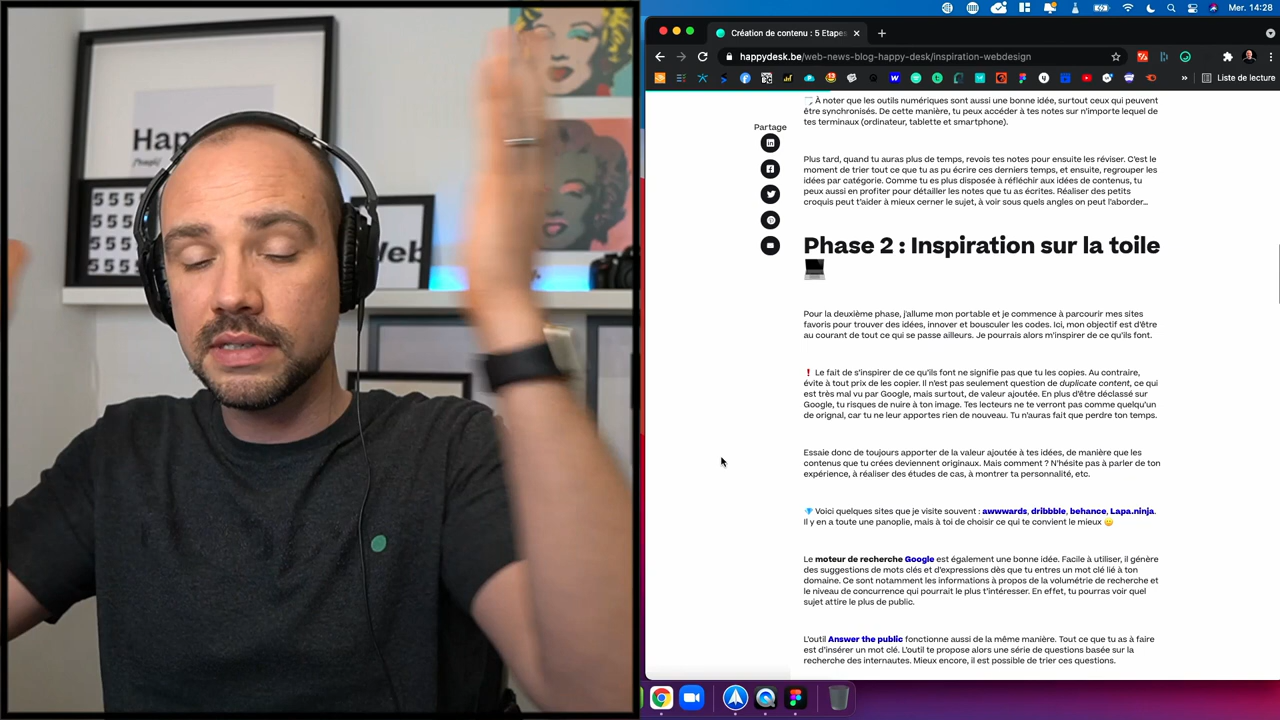 Hap
/'hapi/
5 5 5 5
5 5 5
5 5
5 5 5
Web
Mer. 14:28
Création de contenu : 5 Etapes
happydesk.be/web-news-blog-happy-desk/inspiration-webdesign
Liste de lecture
Partage
À noter que les outils numériques sont aussi une bonne idée, surtout ceux qui peuvent
être synchronisés. De cette manière, tu peux accéder à tes notes sur n'importe lequel de
tes terminaux (ordinateur, tablette et smartphone).
Plus tard, quand tu auras plus de temps, revois tes notes pour ensuite les réviser. C'est le
moment de trier tout ce que tu as pu écrire ces derniers temps, et ensuite, regrouper les
idées par catégorie. Comme tu es plus disposée à réfléchir aux idées de contenus, tu
peux aussi en profiter pour détailler les notes que tu as écrites. Réaliser des petits
croquis peut t'aider à mieux cerner le sujet, à voir sous quels angles on peut l'aborder...
Phase 2 : Inspiration sur la toile
💻
Pour la deuxième phase, j'allume mon portable et je commence à parcourir mes sites
favoris pour trouver des idées, innover et bousculer les codes. Ici, mon objectif est d'être
au courant de tout ce qui se passe ailleurs. Je pourrais alors m'inspirer de ce qu'ils font.
❗ Le fait de s'inspirer de ce qu'ils font ne signifie pas que tu les copies. Au contraire,
évite à tout prix de les copier. Il n'est pas seulement question de duplicate content, ce qui
est très mal vu par Google, mais surtout, de valeur ajoutée. En plus d'être déclassé sur
Google, tu risques de nuire à ton image. Tes lecteurs ne te verront pas comme quelqu'un
de orignal, car tu ne leur apportes rien de nouveau. Tu n'auras fait que perdre ton temps.
Essaie donc de toujours apporter de la valeur ajoutée à tes idées, de manière que les
contenus que tu crées deviennent originaux. Mais comment ? N'hésite pas à parler de ton
expérience, à réaliser des études de cas, à montrer ta personnalité, etc.
💎 Voici quelques sites que je visite souvent : awwwards, dribbble, behance, Lapa.ninja.
Il y en a toute une panoplie, mais à toi de choisir ce qui te convient le mieux 😀
Le moteur de recherche Google est également une bonne idée. Facile à utiliser, il génère
des suggestions de mots clés et d'expressions dès que tu entres un mot clé lié à ton
domaine. Ce sont notamment les informations à propos de la volumétrie de recherche et
le niveau de concurrence qui pourrait le plus t'intéresser. En effet, tu pourras voir quel
sujet attire le plus de public.
L'outil Answer the public fonctionne aussi de la même manière. Tout ce que tu as à faire
est d'insérer un mot clé. L'outil te propose alors une série de questions basée sur la
recherche des internautes. Mieux encore, il est possible de trier ces questions.